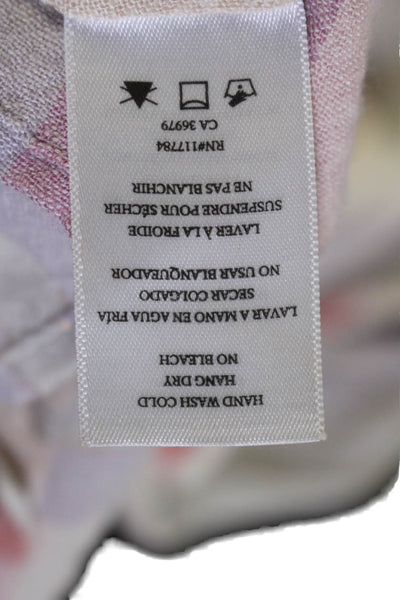 HAND WASH COLD
HANG DRY
NO BLEACH
LAVAR A MANO EN AGUA FRÍA
SECAR COLGADO
NO USAR BLANQUEADOR
LAVER À LA FROIDE
SUSPENDRE POUR SÉCHER
NE PAS BLANCHIR
RN#117784
CA 36979